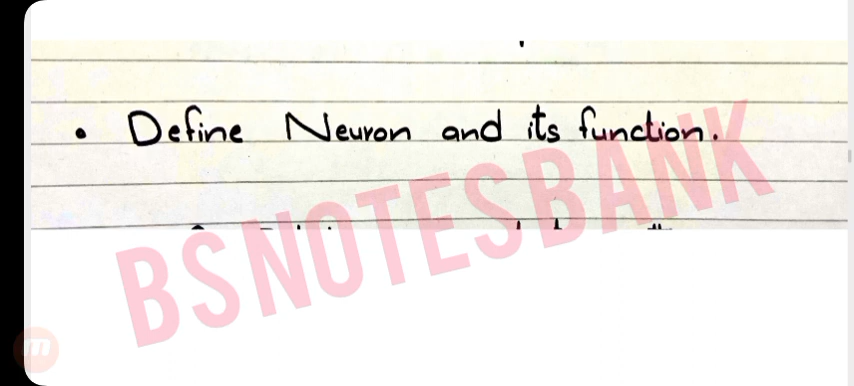 • Define Neuron and its function.
BSNOTESBANK
m